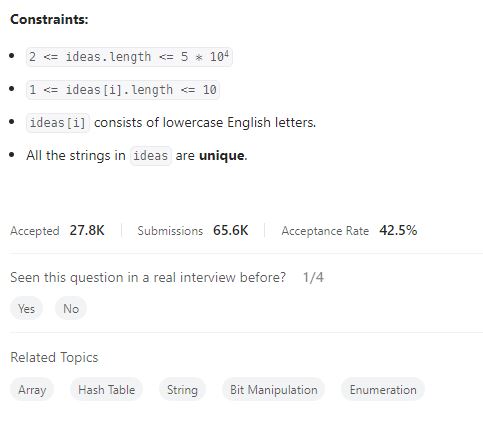 Constraints:
• 2 <= ideas.length <= 5 * 10⁴
• 1 <= ideas[i].length <= 10
• ideas[i] consists of lowercase English letters.
• All the strings in ideas are unique.
Accepted 27.8K Submissions 65.6K Acceptance Rate 42.5%
Seen this question in a real interview before? 1/4
Yes No
Related Topics
Array Hash Table String Bit Manipulation Enumeration